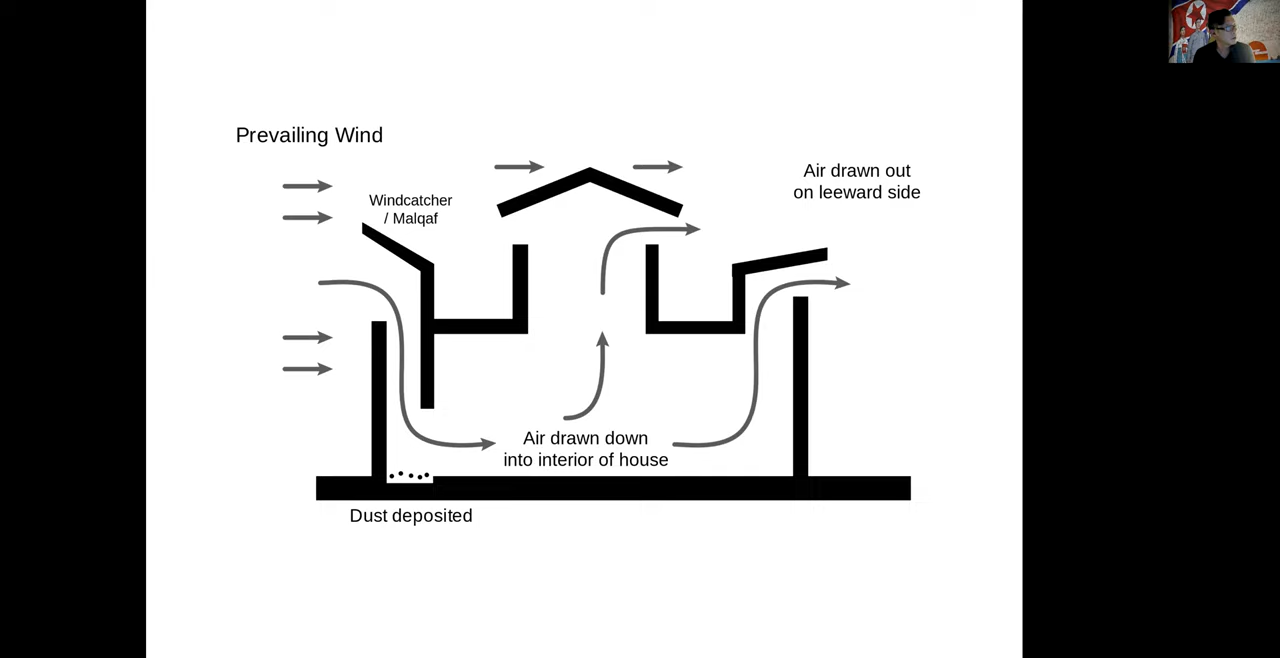 Prevailing Wind
Windcatcher
/ Malqaf
Air drawn out
on leeward side
Air drawn down
into interior of house
Dust deposited